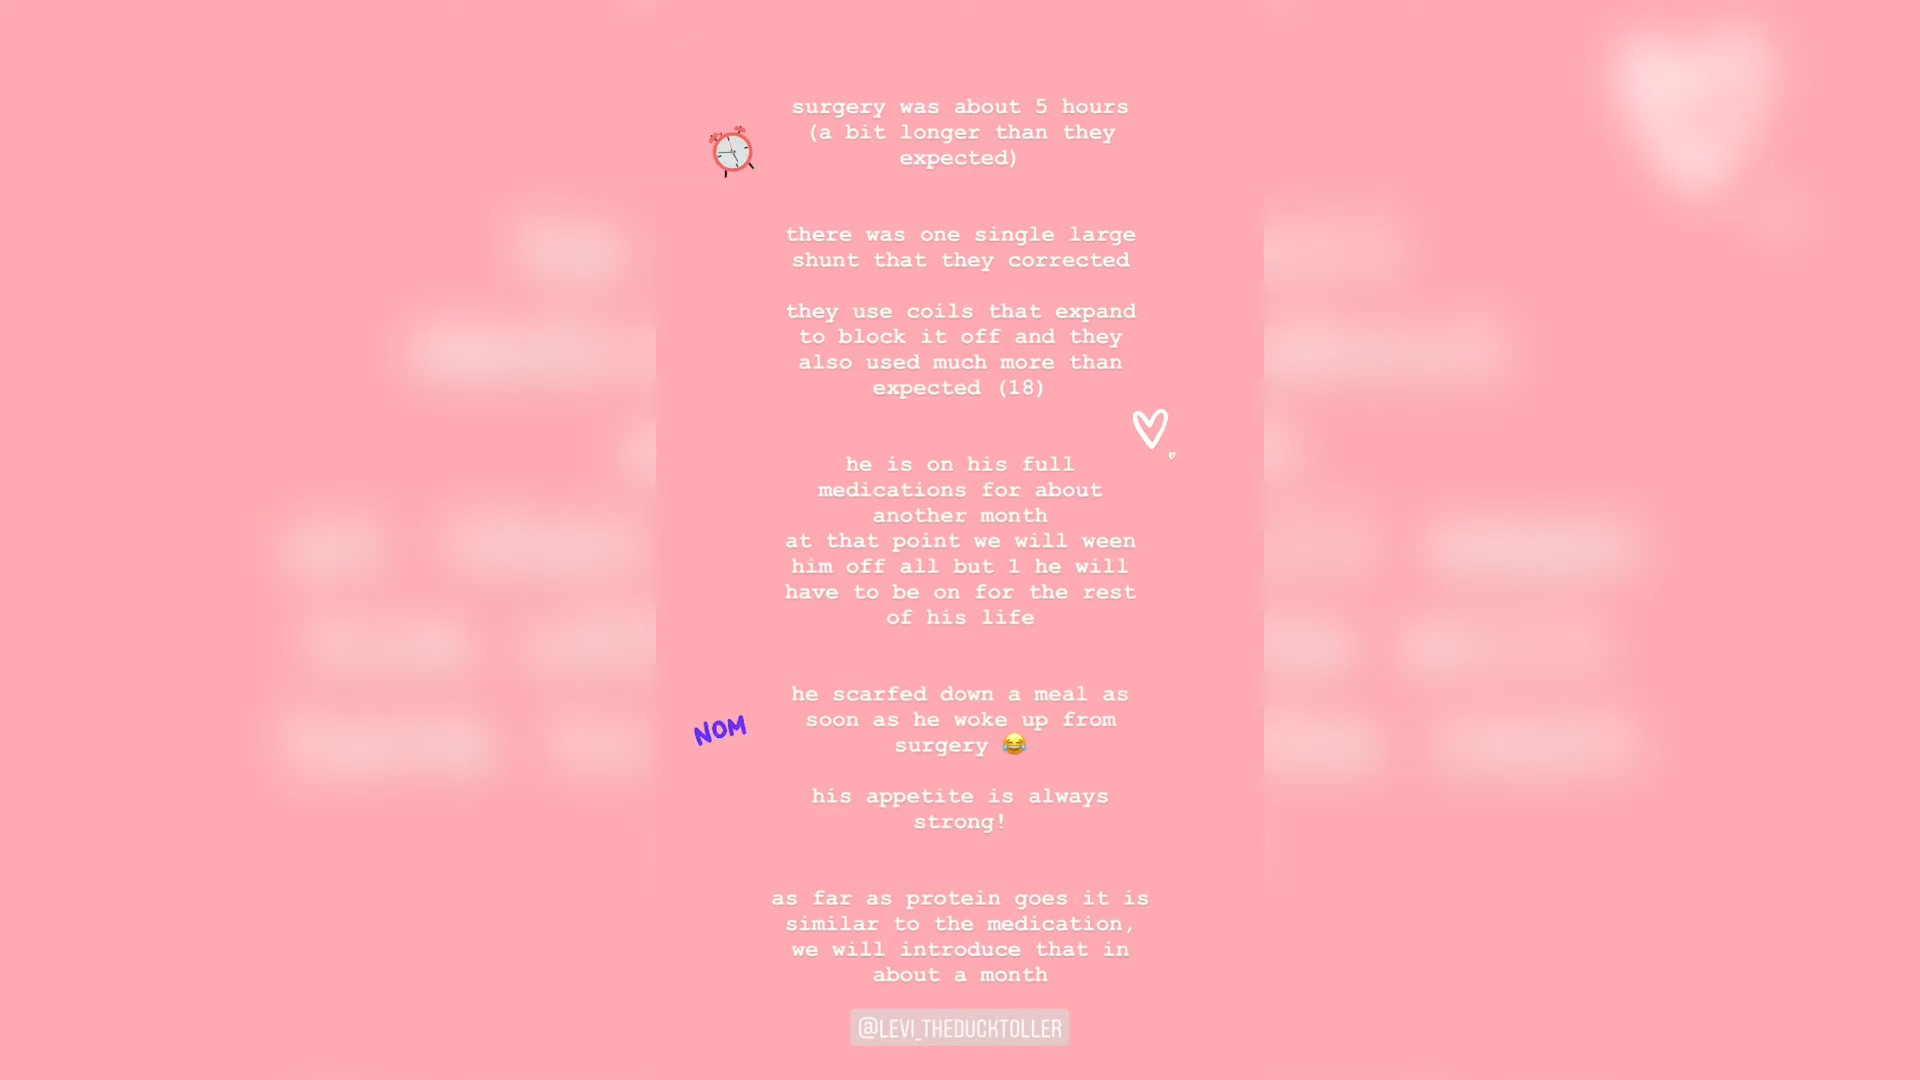 surgery was about 5 hours
(a bit longer than they
expected)
there was one single large
shunt that they corrected
they use coils that expand
to block it off and they
also used much more than
expected (18)
he is on his full
medications for about
another month
at that point we will ween
him off all but 1 he will
have to be on for the rest
of his life
he scarfed down a meal as
soon as he woke up from
surgery 😂
NOM
his appetite is always
strong!
as far as protein goes it is
similar to the medication,
we will introduce that in
about a month
@LEVI_THEDUCKTOLLER